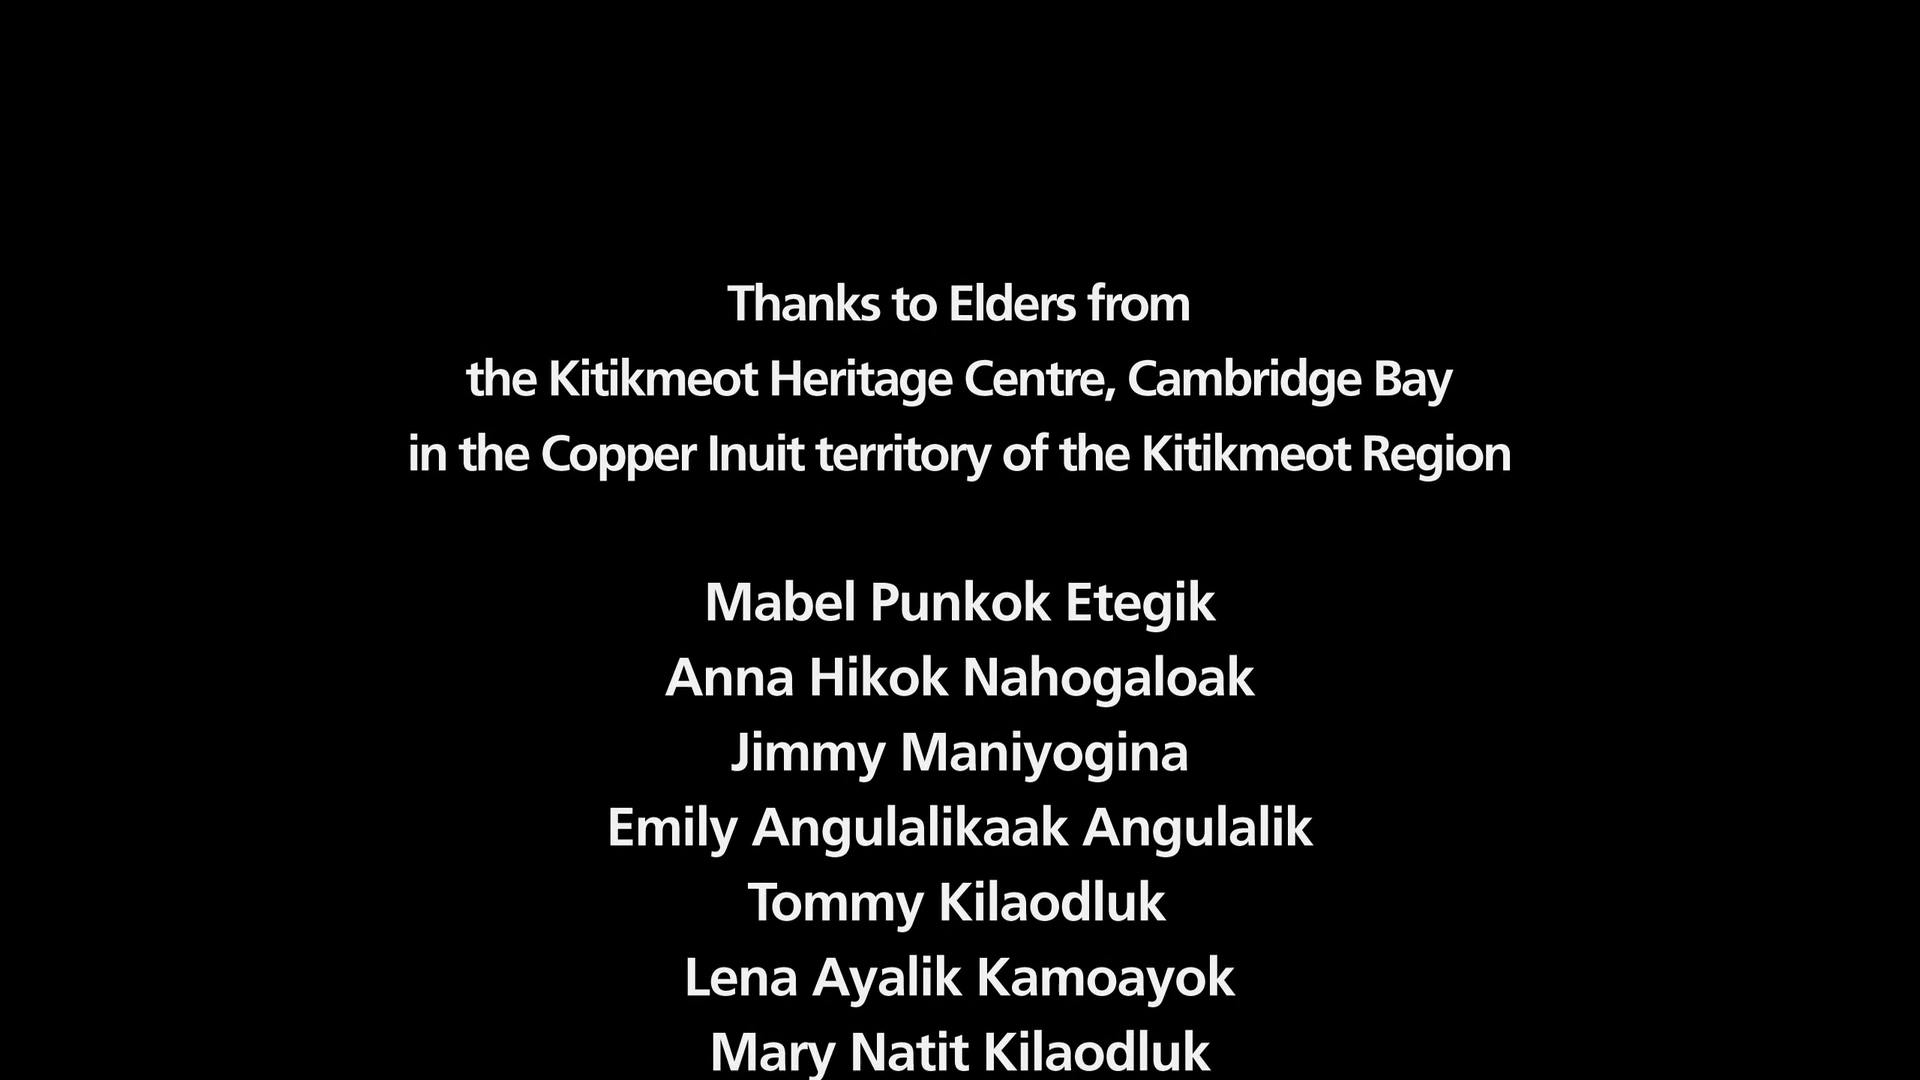 Thanks to Elders from
the Kitikmeot Heritage Centre, Cambridge Bay
in the Copper Inuit territory of the Kitikmeot Region
Mabel Punkok Etegik
Anna Hikok Nahogaloak
Jimmy Maniyogina
Emily Angulalikaak Angulalik
Tommy Kilaodluk
Lena Ayalik Kamoayok
Mary Natit Kilaodluk